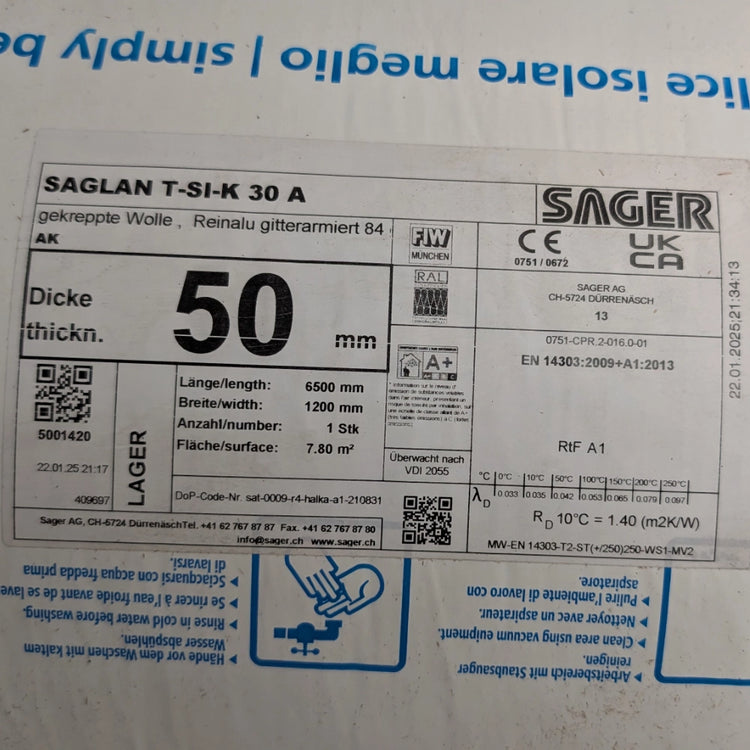 lice isolare meglio | simply be
SAGLAN T-SI-K 30 A
gekreppte Wolle , Reinalu gitterarmiert 84
AK
SAGER
FIW
MÜNCHEN
CE
0751 / 0672
UK
CA
RAL
SAGER AG
CH-5724 DÜRRENÄSCH
13
Dicke
thickn.
50 mm
0751-CPR.2-016.0-01
EN 14303:2009+A1:2013
A+
Länge/length: 6500 mm
Breite/width: 1200 mm
Anzahl/number: 1 Stk
Fläche/surface: 7.80 m²
5001420
22.01.25 21:17
409697
LAGER
Überwacht nach
VDI 2055
RtF A1
°C 0°C 10°C 50°C 100°C 150°C 200°C 250°C
λD 0.033 0.035 0.042 0.053 0.065 0.079 0.097
RD 10°C = 1.40 (m2K/W)
MW-EN 14303-T2-ST(+/250)250-WS1-MV2
DoP-Code-Nr. sat-0009-r4-halka-a1-210831
Sager AG, CH-5724 DürrenäschTel. +41 62 767 87 87 Fax. +41 62 767 87 80
info@sager.ch www.sager.ch
22.01.2025;21:34:13
Hände vor dem Waschen mit kaltem
Wasser abspühlen.
Rinse in cold water before washing.
Se rincer à l'eau froide avant de se lave
Sciacquarsi con acqua fredda prima
di laversi.
Arbeitsbereich mit Staubsauger
reinigen.
Clean area using vacuum euipment.
Nettoyer avec un aspirateur.
Pulire l'ambiente di lavoro con
aspiratore.